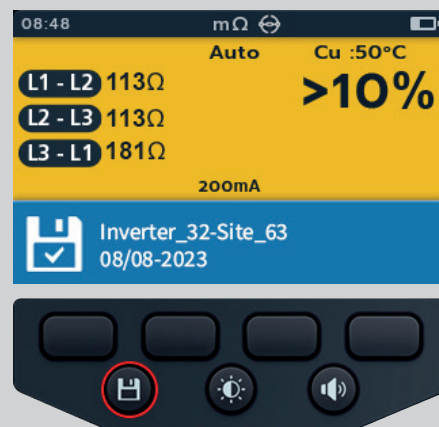 08:48 mΩ
Auto Cu :50°C
L1 - L2 113Ω >10%
L2 - L3 113Ω
L3 - L1 181Ω
200mA
Inverter_32-Site_63
08/08-2023